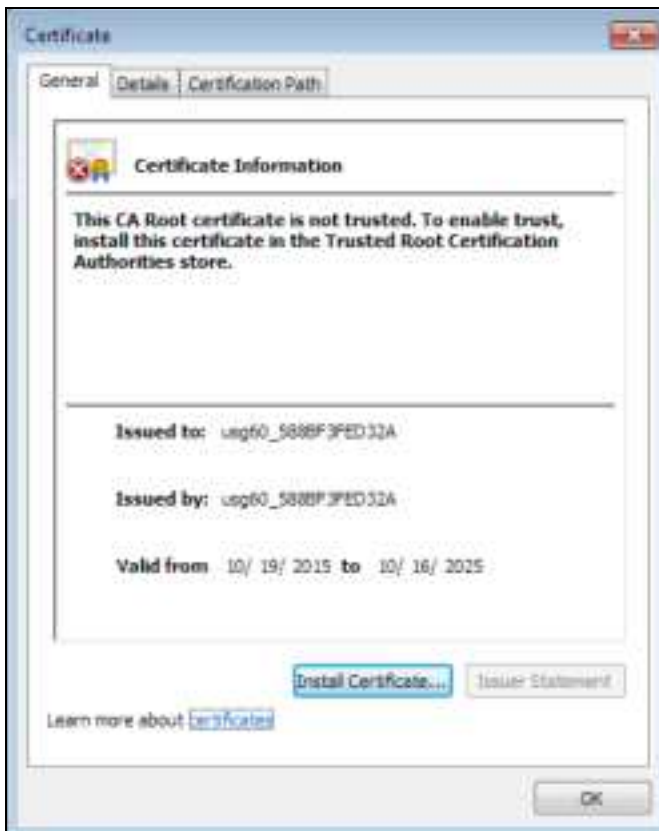 Certificate
General Details Certification Path
Certificate Information
This CA Root certificate is not trusted. To enable trust,
install this certificate in the Trusted Root Certification
Authorities store.
Issued to: usg60_588BF3FED32A
Issued by: usg60_588BF3FED32A
Valid from 10/ 19/ 2015 to 10/ 16/ 2025
Install Certificate... Issuer Statement
Learn more about certificates
OK